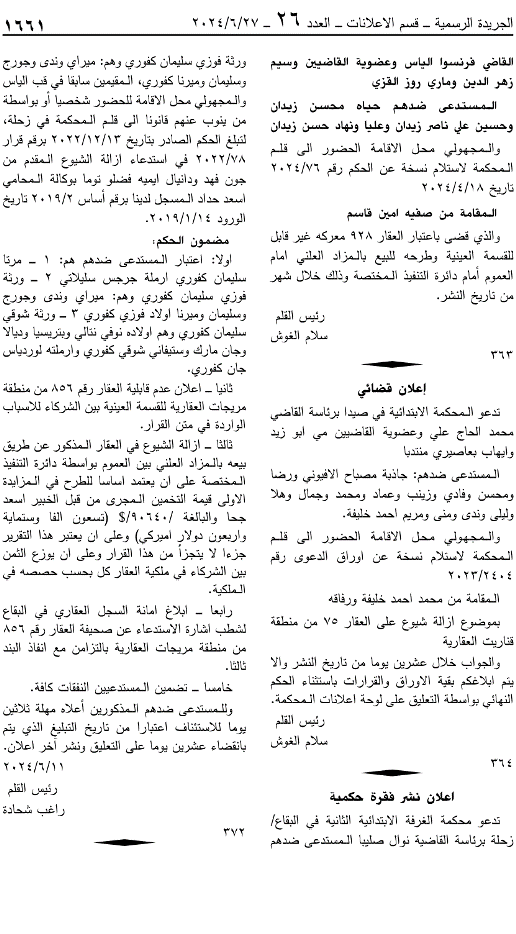 الجريدة الرسمية ــ قسم الاعلانات ــ العدد ٢٦ ــ ٢٠٢٤/٦/٢٧
١٦٦١
القاضي فرنسوا الياس وعضوية القاضيين وسيم
زهر الدين وماري روز القزي
المستدعى ضدهم حياه محسن زيدان
وحسين علي ناصر زيدان وعليا ونهاد حسن زيدان
والمجهولي محل الاقامة الحضور الى قلم
المحكمة لاستلام نسخة عن الحكم رقم ٢٠٢٤/٧٦
تاريخ ٢٠٢٤/٤/١٨
المقامة من صفيه امين قاسم
والذي قضى باعتبار العقار ٩٢٨ معركه غير قابل
للقسمة العينية وطرحه للبيع بالمزاد العلني امام
العموم أمام دائرة التنفيذ المختصة وذلك خلال شهر
من تاريخ النشر.
رئيس القلم
سلام الغوش
٣٦٣
إعلان قضائي
تدعو المحكمة الابتدائية في صيدا برئاسة القاضي
محمد الحاج علي وعضوية القاضيين مي ابو زيد
وايهاب بعاصيري منتدبا
المستدعى ضدهم: جاذبة مصباح الافيوني ورضا
ومحسن وفادي وزينب وعماد ومحمد وجمال وهلا
وليلى وندى ومنى ومريم احمد خليفة.
والمجهولي محل الاقامة الحضور الى قلم
المحكمة لاستلام نسخة عن اوراق الدعوى رقم
٢٠٢٣/٢٤٠٤
المقامة من محمد احمد خليفة ورفاقه
بموضوع ازالة شيوع على العقار ٧٥ من منطقة
قناريت العقارية
والجواب خلال عشرين يوما من تاريخ النشر والا
يتم ابلاغكم بقية الاوراق والقرارات باستثناء الحكم
النهائي بواسطة التعليق على لوحة اعلانات المحكمة.
رئيس القلم
سلام الغوش
٣٦٤
اعلان نشر فقرة حكمية
تدعو محكمة الغرفة الابتدائية الثانية في البقاع/
زحلة برئاسة القاضية نوال صليبا المستدعى ضدهم
ورثة فوزي سليمان كفوري وهم: ميراي وندى وجورج
وسليمان وميرنا كفوري، المقيمين سابقا في قب الياس
والمجهولي محل الاقامة للحضور شخصيا أو بواسطة
من ينوب عنهم قانونا الى قلم المحكمة في زحلة،
لتبلغ الحكم الصادر بتاريخ ٢٠٢٢/١٢/١٣ برقم قرار
٢٠٢٢/٧٨ في استدعاء ازالة الشيوع المقدم من
جون فهد ودانيال ايميه فضلو توما بوكالة المحامي
اسعد حداد المسجل لدينا برقم أساس ٢٠١٩/٢ تاريخ
الورود ٢٠١٩/١/١٤.
مضمون الحكم:
اولا: اعتبار المستدعى ضدهم هم: ١ ــ مرتا
سليمان كفوري ارملة جرجس سليلاتي ٢ ــ ورثة
فوزي سليمان كفوري وهم: ميراي وندى وجورج
وسليمان وميرنا اولاد فوزي كفوري ٣ ــ ورثة شوقي
سليمان كفوري وهم اولاده نوفي نتالي وبتريسيا وديالا
وجان مارك وستيفاني شوقي كفوري وارملته لوردياس
جان كفوري.
ثانيا ــ اعلان عدم قابلية العقار رقم ٨٥٦ من منطقة
مريجات العقارية للقسمة العينية بين الشركاء للاسباب
الواردة في متن القرار.
ثالثا ــ ازالة الشيوع في العقار المذكور عن طريق
بيعه بالمزاد العلني بين العموم بواسطة دائرة التنفيذ
المختصة على ان يعتمد اساسا للطرح في المزايدة
الاولى قيمة التخمين المجرى من قبل الخبير اسعد
جحا والبالغة /٩٠٦٤٠/$ (تسعون الفا وستماية
واربعون دولار أميركي) وعلى ان يعتبر هذا التقرير
جزءا لا يتجزأ من هذا القرار وعلى ان يوزع الثمن
بين الشركاء في ملكية العقار كل بحسب حصصه في
الملكية.
رابعا ــ ابلاغ امانة السجل العقاري في البقاع
لشطب اشارة الاستدعاء عن صحيفة العقار رقم ٨٥٦
من منطقة مريجات العقارية بالتزامن مع انفاذ البند
ثالثا.
خامسا ــ تضمين المستدعيين النفقات كافة.
وللمستدعى ضدهم المذكورين أعلاه مهلة ثلاثين
يوما للاستئناف اعتبارا من تاريخ التبليغ الذي يتم
بانقضاء عشرين يوما على التعليق ونشر آخر اعلان.
٢٠٢٤/٦/١١
رئيس القلم
راغب شحادة
٣٧٢